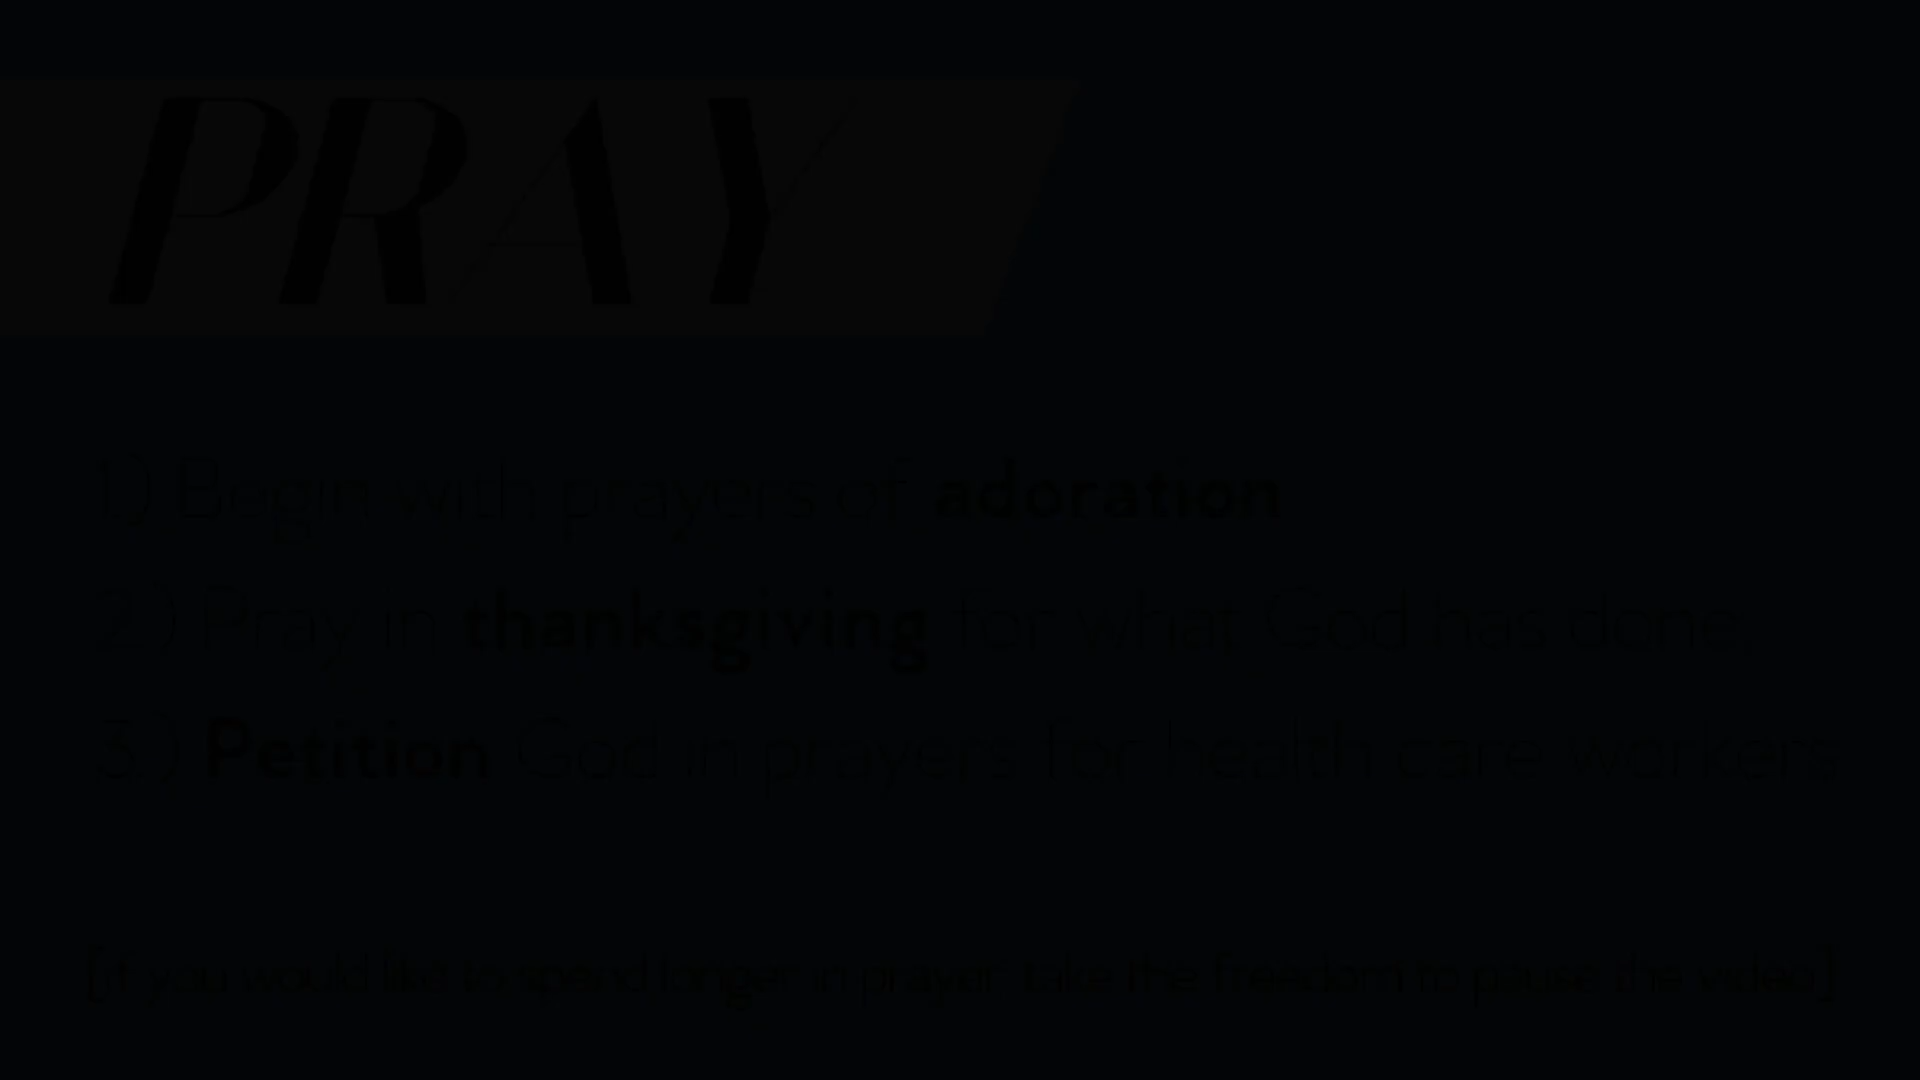 PRAY
1) Begin with prayers of adoration
2) Pray in thanksgiving for what God has done.
3) Petition God in prayers for health care workers
[if you would like to spend longer in prayer, take the freedom to pause the video]